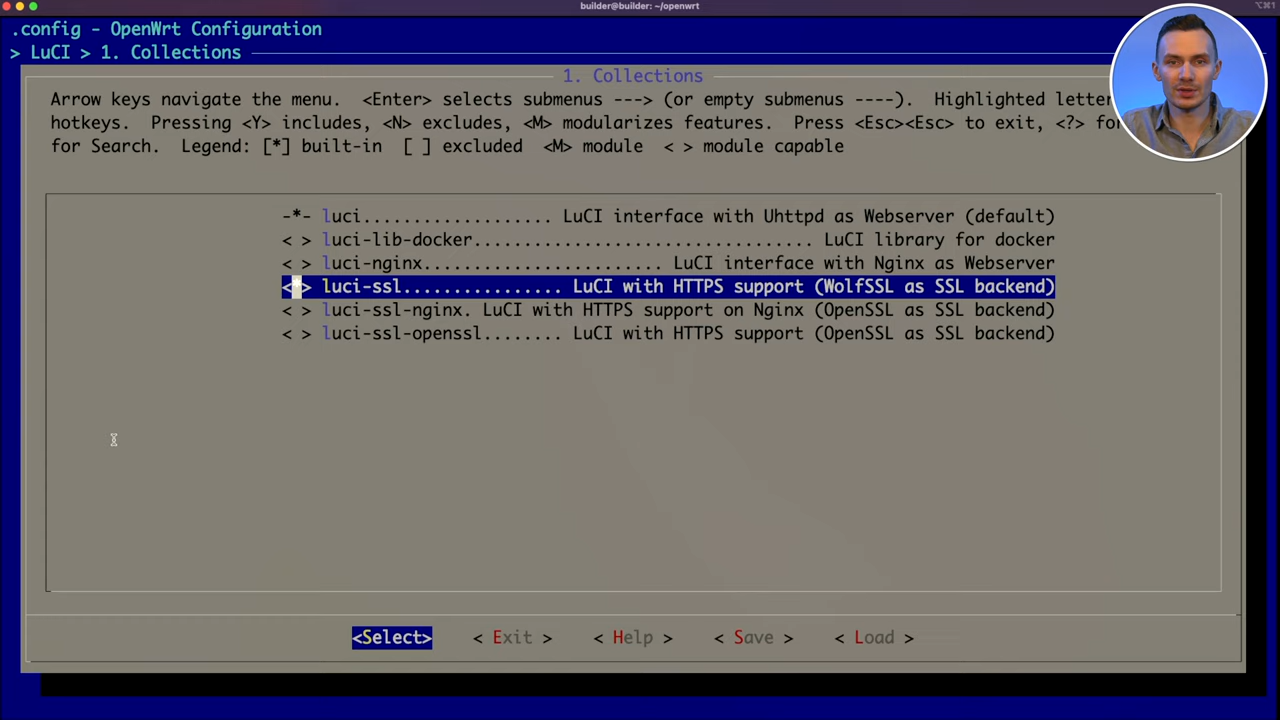 builder@builder: ~/openwrt
⌥⌘1
.config - OpenWrt Configuration
> LuCI > 1. Collections
1. Collections
Arrow keys navigate the menu. <Enter> selects submenus ---> (or empty submenus ----). Highlighted letter
hotkeys. Pressing <Y> includes, <N> excludes, <M> modularizes features. Press <Esc><Esc> to exit, <?> for
for Search. Legend: [*] built-in [ ] excluded <M> module < > module capable
-*- luci................... LuCI interface with Uhttpd as Webserver (default)
< > luci-lib-docker.................................. LuCI library for docker
< > luci-nginx........................ LuCI interface with Nginx as Webserver
<*> luci-ssl................ LuCI with HTTPS support (WolfSSL as SSL backend)
< > luci-ssl-nginx. LuCI with HTTPS support on Nginx (OpenSSL as SSL backend)
< > luci-ssl-openssl........ LuCI with HTTPS support (OpenSSL as SSL backend)
<Select> < Exit > < Help > < Save > < Load >